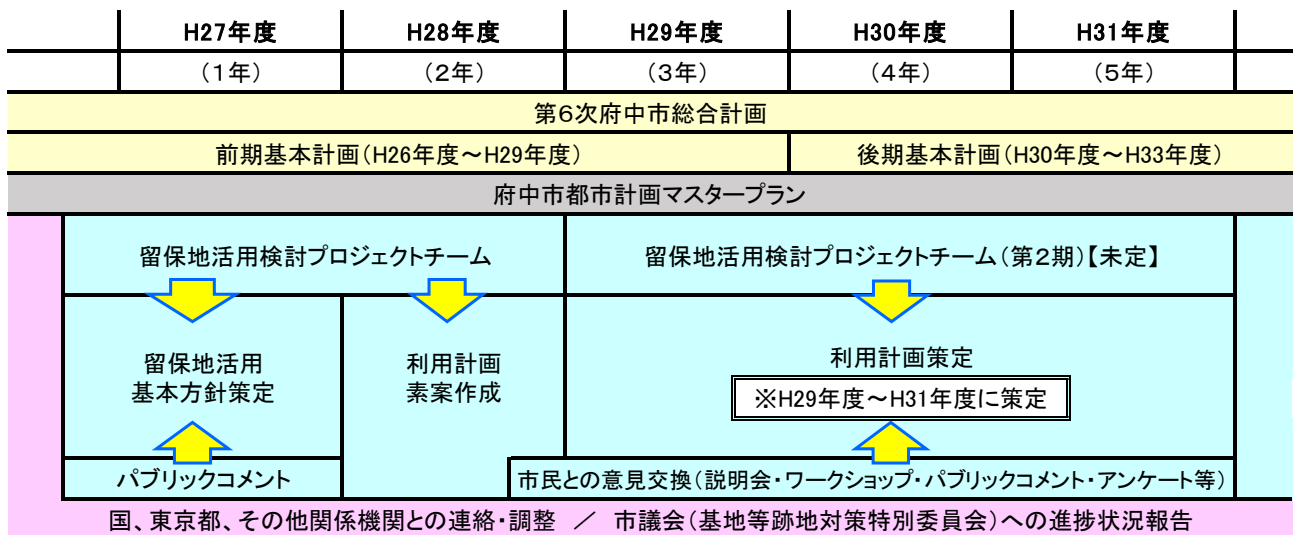 H27年度 H28年度 H29年度 H30年度 H31年度
（1年） （2年） （3年） （4年） （5年）
第6次府中市総合計画
前期基本計画（H26年度～H29年度） 後期基本計画（H30年度～H33年度）
府中市都市計画マスタープラン
留保地活用検討プロジェクトチーム 留保地活用検討プロジェクトチーム（第2期）【未定】
留保地活用
基本方針策定
利用計画
素案作成
利用計画策定
※H29年度～H31年度に策定
パブリックコメント 市民との意見交換（説明会・ワークショップ・パブリックコメント・アンケート等）
国、東京都、その他関係機関との連絡・調整 ／ 市議会（基地等跡地対策特別委員会）への進捗状況報告